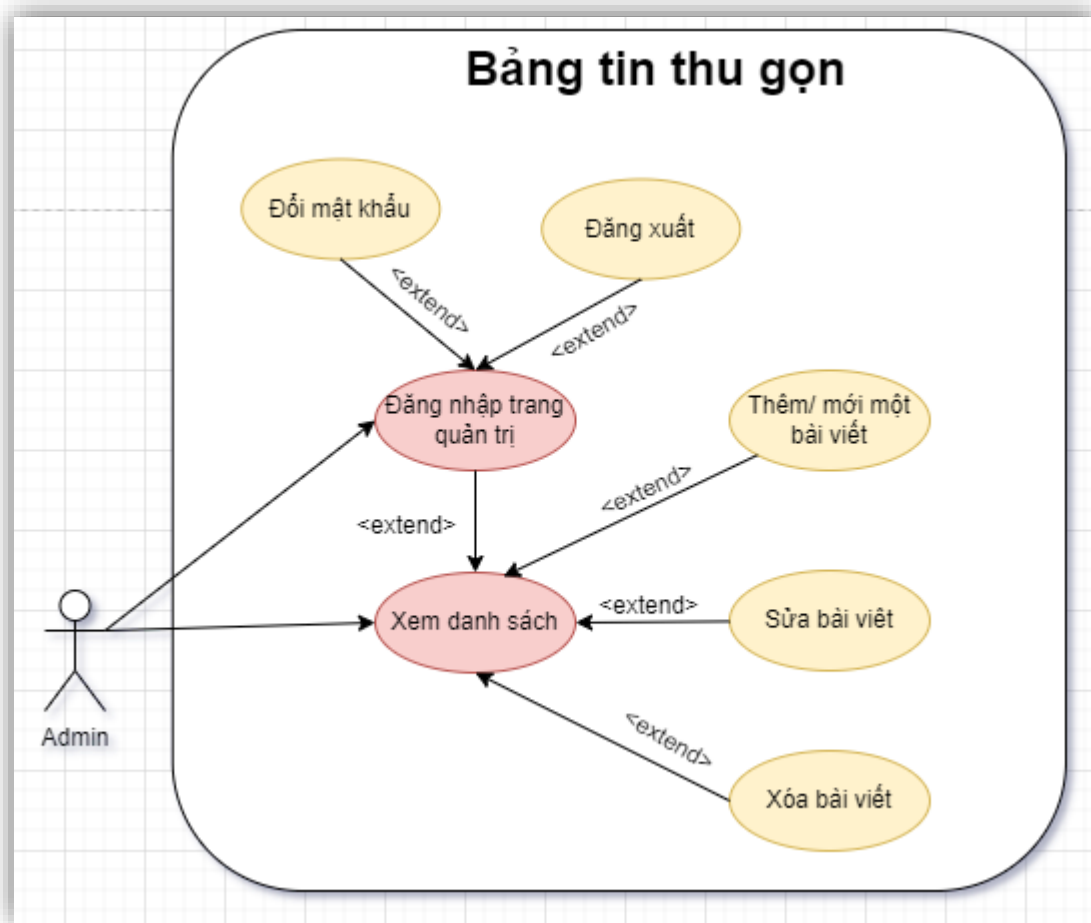 Bảng tin thu gọn
Đổi mật khẩu
Đăng xuất
<extend>
<extend>
Đăng nhập trang
quản trị
Thêm/ mới một
bài viết
<extend>
<extend>
Xem danh sách
<extend>
Sửa bài viêt
Admin
<extend>
Xóa bài viết